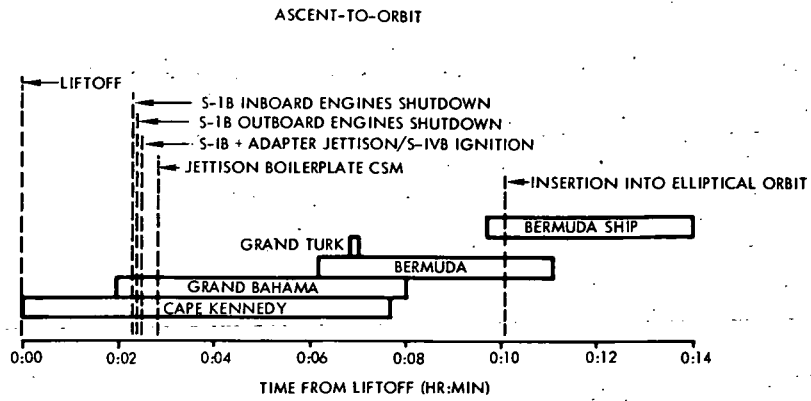 ASCENT-TO-ORBIT
LIFTOFF
S-1B INBOARD ENGINES SHUTDOWN
S-1B OUTBOARD ENGINES SHUTDOWN
S-IB + ADAPTER JETTISON/S-IVB IGNITION
JETTISON BOILERPLATE CSM
INSERTION INTO ELLIPTICAL ORBIT
BERMUDA SHIP
GRAND TURK
BERMUDA
GRAND BAHAMA
CAPE KENNEDY
0:00 0:02 0:04 0:06 0:08 0:10 0:12 0:14
TIME FROM LIFTOFF (HR:MIN)